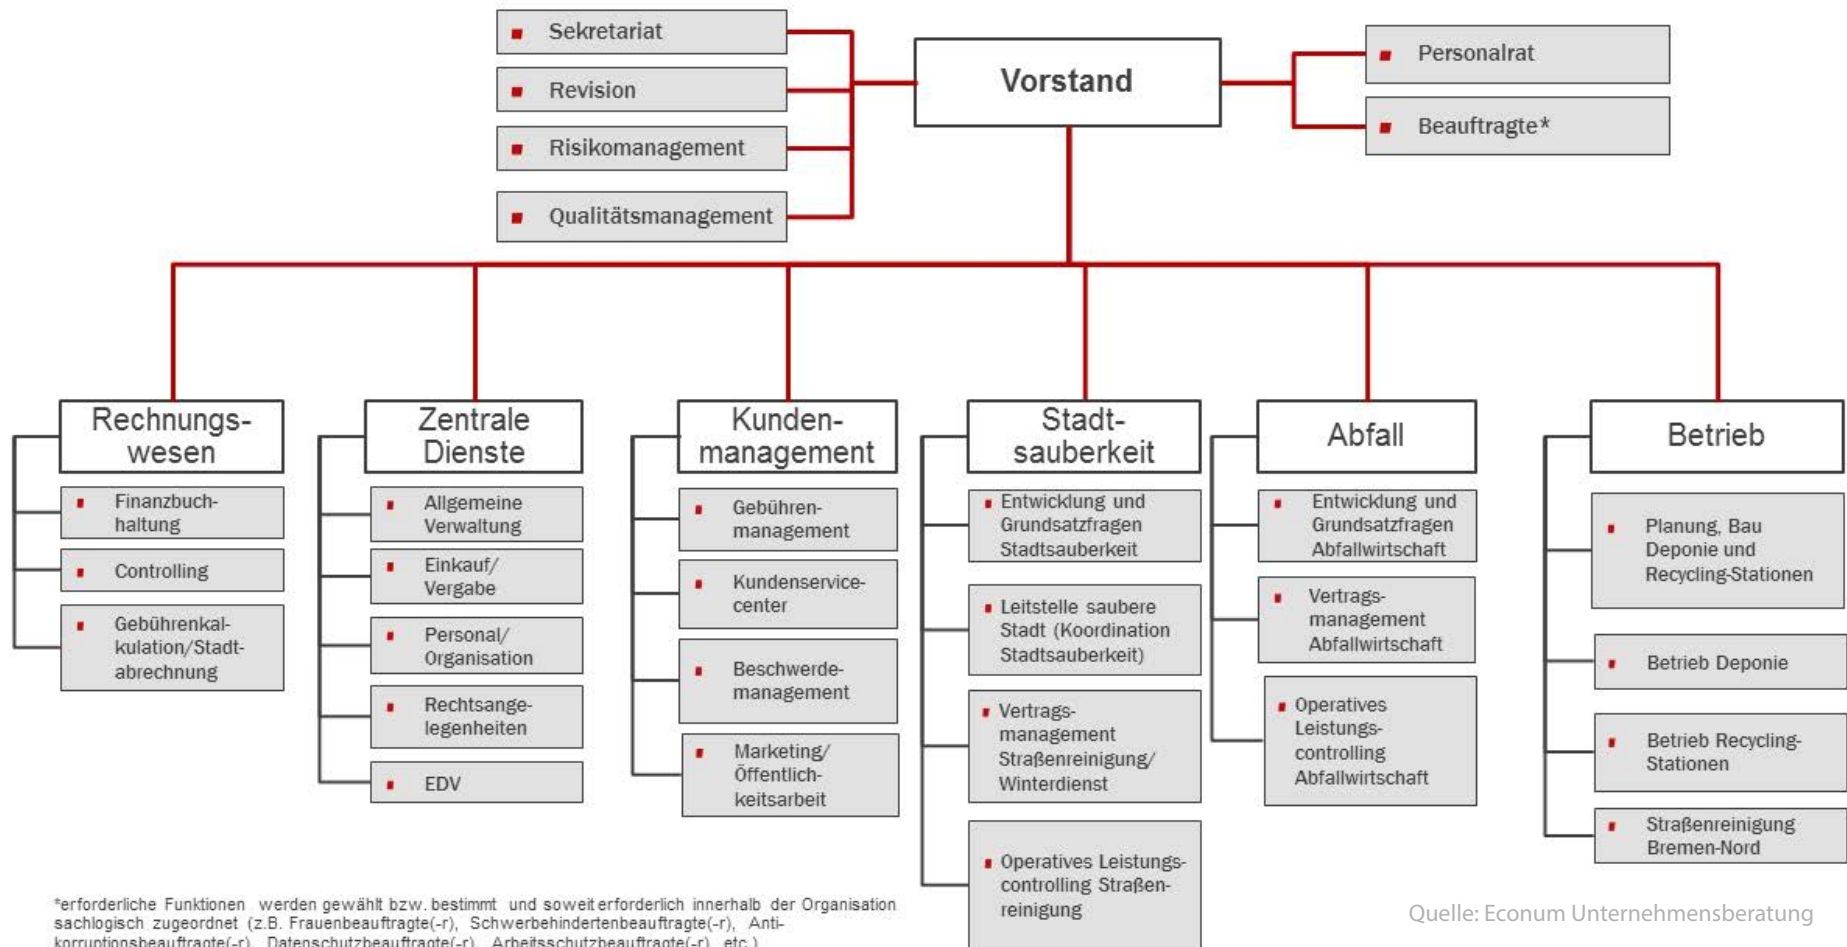 Sekretariat
Revision
Risikomanagement
Qualitätsmanagement
Vorstand
Personalrat
Beauftragte*
Rechnungs-
wesen
Finanzbuch-
haltung
Controlling
Gebührenkal-
kulation/Stadt-
abrechnung
Zentrale
Dienste
Allgemeine
Verwaltung
Einkauf/
Vergabe
Personal/
Organisation
Rechtsange-
legenheiten
EDV
Kunden-
management
Gebühren-
management
Kundenservice-
center
Beschwerde-
management
Marketing/
Öffentlich-
keitsarbeit
Stadt-
sauberkeit
Entwicklung und
Grundsatzfragen
Stadtsauberkeit
Leitstelle saubere
Stadt (Koordination
Stadtsauberkeit)
Vertrags-
management
Straßenreinigung/
Winterdienst
Operatives Leistungs-
controlling Straßen-
reinigung
Abfall
Entwicklung und
Grundsatzfragen
Abfallwirtschaft
Vertrags-
management
Abfallwirtschaft
Operatives
Leistungs-
controlling
Abfallwirtschaft
Betrieb
Planung, Bau
Deponie und
Recycling-Stationen
Betrieb Deponie
Betrieb Recycling-
Stationen
Straßenreinigung
Bremen-Nord
*erforderliche Funktionen werden gewählt bzw. bestimmt und soweit erforderlich innerhalb der Organisation
sachlogisch zugeordnet (z.B. Frauenbeauftragte(-r), Schwerbehindertenbeauftragte(-r), Anti-
korruptionsbeauftragte(-r), Datenschutzbeauftragte(-r), Arbeitsschutzbeauftragte(-r), etc.)
Quelle: Econum Unternehmensberatung